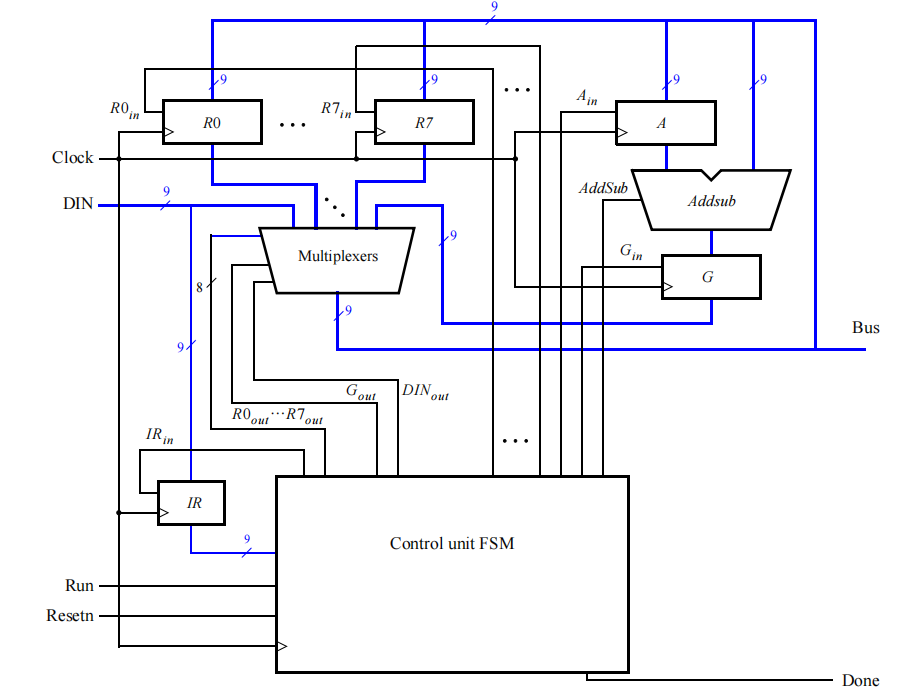 9
9
9
9
9
R0in
R0
...
R7in
R7
...
Ain
A
Clock
DIN
9
AddSub
Addsub
Multiplexers
9
Gin
G
8
9
Bus
9
Gout
DINout
R0out...R7out
IRin
...
IR
9
Control unit FSM
Run
Resetn
Done